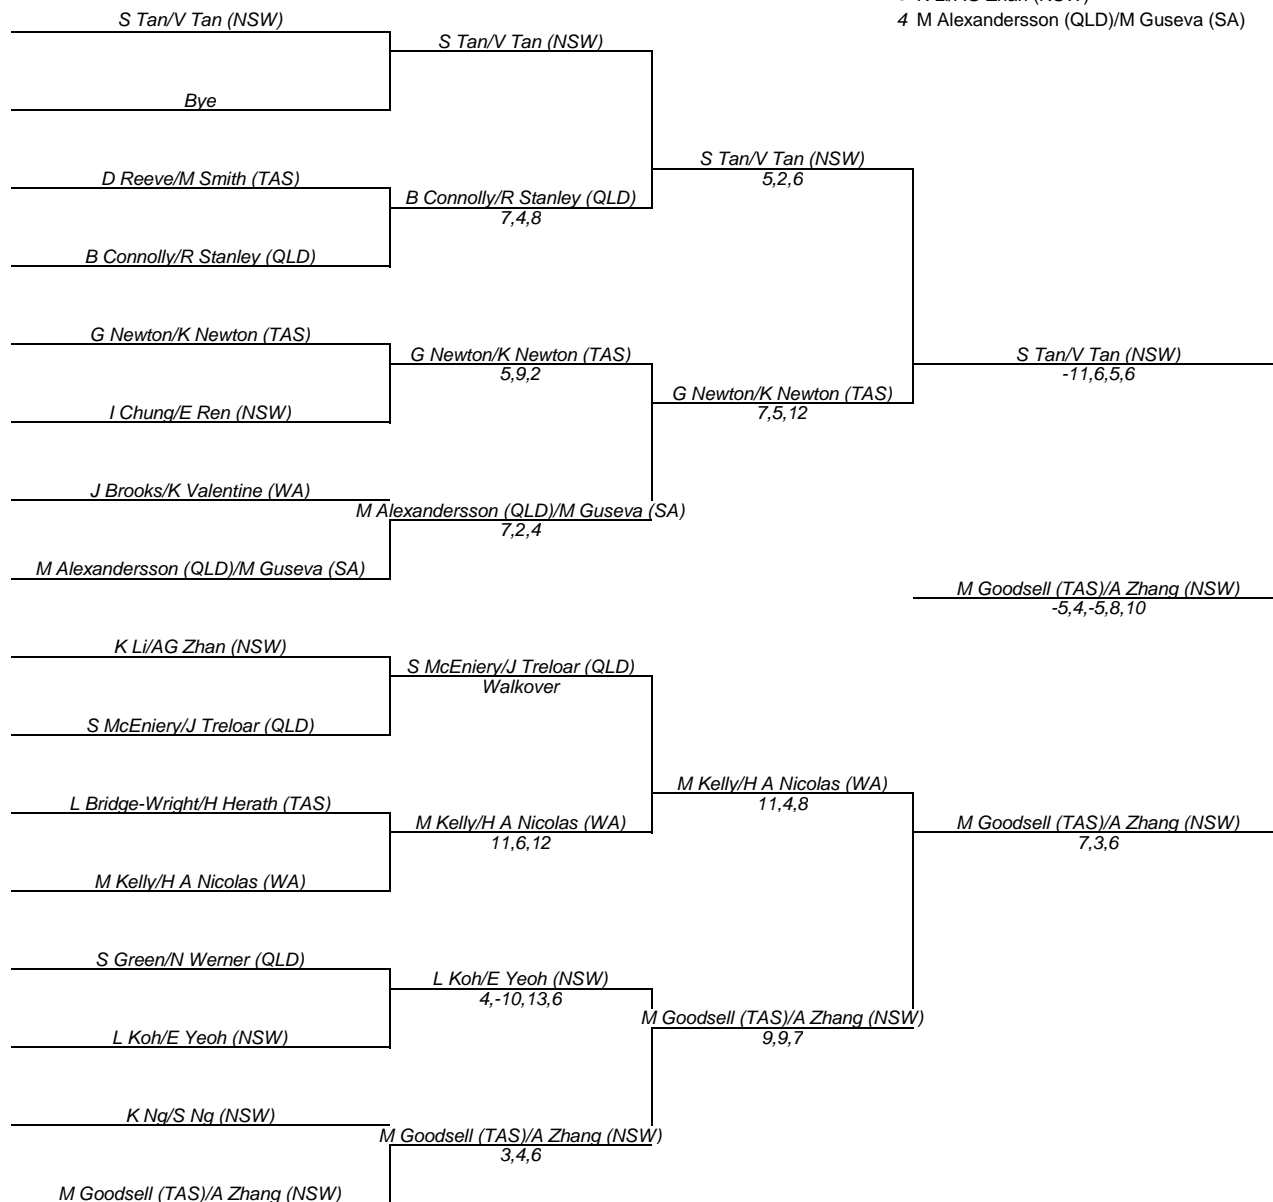 4 M Alexandersson (QLD)/M Guseva (SA)
S Tan/V Tan (NSW)
S Tan/V Tan (NSW)
Bye
S Tan/V Tan (NSW)
5,2,6
D Reeve/M Smith (TAS)
B Connolly/R Stanley (QLD)
7,4,8
B Connolly/R Stanley (QLD)
G Newton/K Newton (TAS)
G Newton/K Newton (TAS)
5,9,2
S Tan/V Tan (NSW)
-11,6,5,6
G Newton/K Newton (TAS)
7,5,12
I Chung/E Ren (NSW)
J Brooks/K Valentine (WA)
M Alexandersson (QLD)/M Guseva (SA)
7,2,4
M Alexandersson (QLD)/M Guseva (SA)
M Goodsell (TAS)/A Zhang (NSW)
-5,4,-5,8,10
K Li/AG Zhan (NSW)
S McEniery/J Treloar (QLD)
Walkover
S McEniery/J Treloar (QLD)
M Kelly/H A Nicolas (WA)
11,4,8
L Bridge-Wright/H Herath (TAS)
M Kelly/H A Nicolas (WA)
11,6,12
M Goodsell (TAS)/A Zhang (NSW)
7,3,6
M Kelly/H A Nicolas (WA)
S Green/N Werner (QLD)
L Koh/E Yeoh (NSW)
4,-10,13,6
M Goodsell (TAS)/A Zhang (NSW)
9,9,7
L Koh/E Yeoh (NSW)
K Ng/S Ng (NSW)
M Goodsell (TAS)/A Zhang (NSW)
3,4,6
M Goodsell (TAS)/A Zhang (NSW)